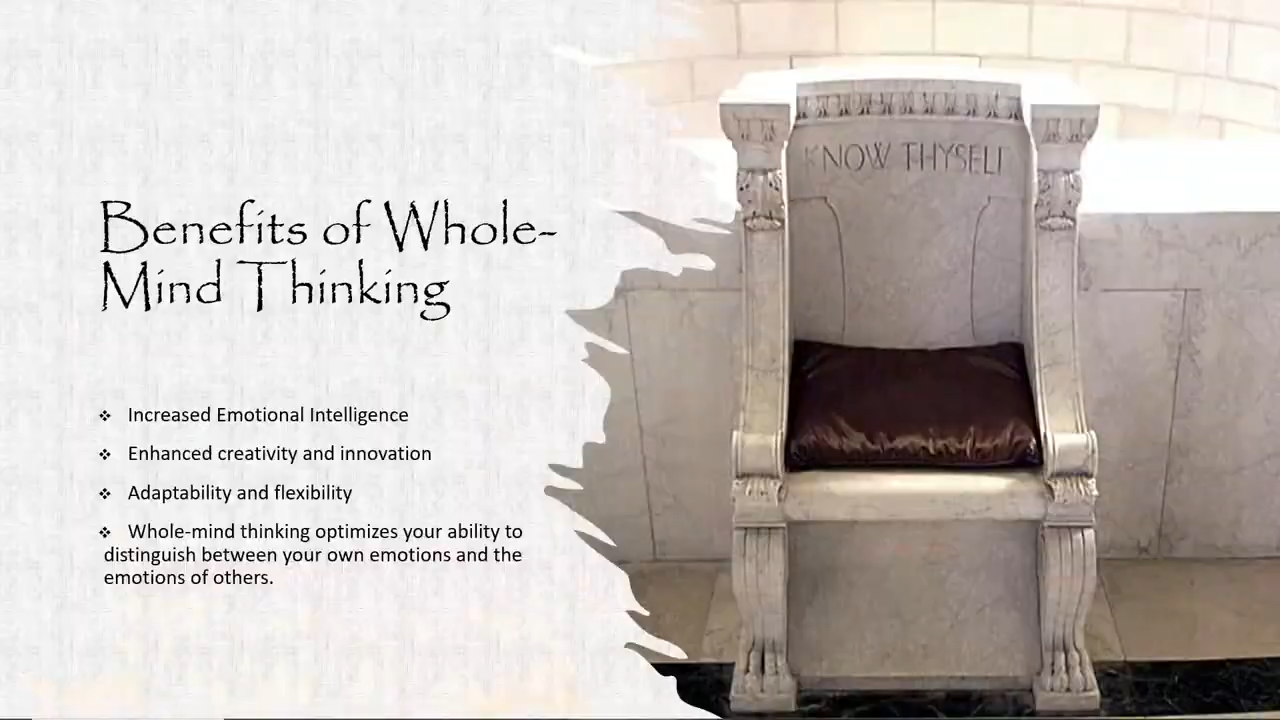 KNOW THYSELF
Benefits of Whole-
Mind Thinking
❖ Increased Emotional Intelligence
❖ Enhanced creativity and innovation
❖ Adaptability and flexibility
❖ Whole-mind thinking optimizes your ability to
distinguish between your own emotions and the
emotions of others.